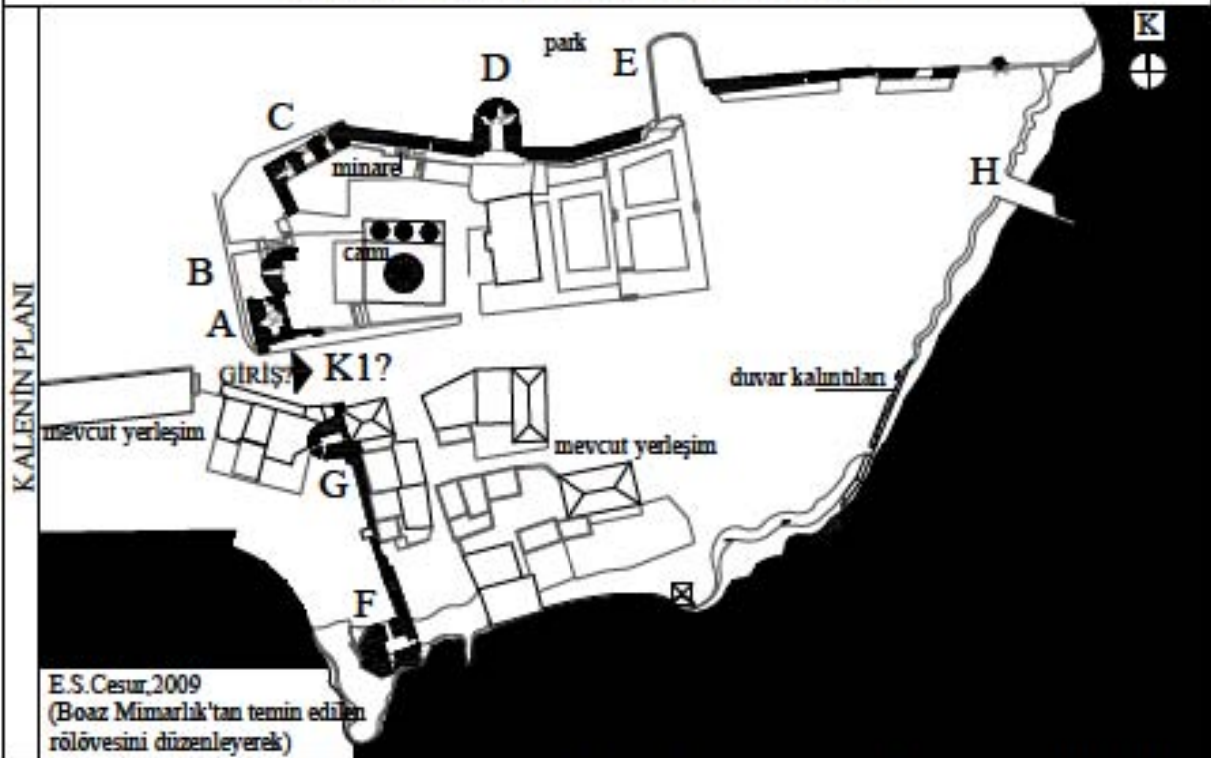 KALENİN PLANI
park
K
D
E
C
minare
H
cami
B
A
GİRİŞ?
K1?
duvar kalıntıları
mevcut yerleşim
mevcut yerleşim
G
F
E.S.Cesur,2009
(Boaz Mimarlık'tan temin edilen
rölövesini düzenleyerek)